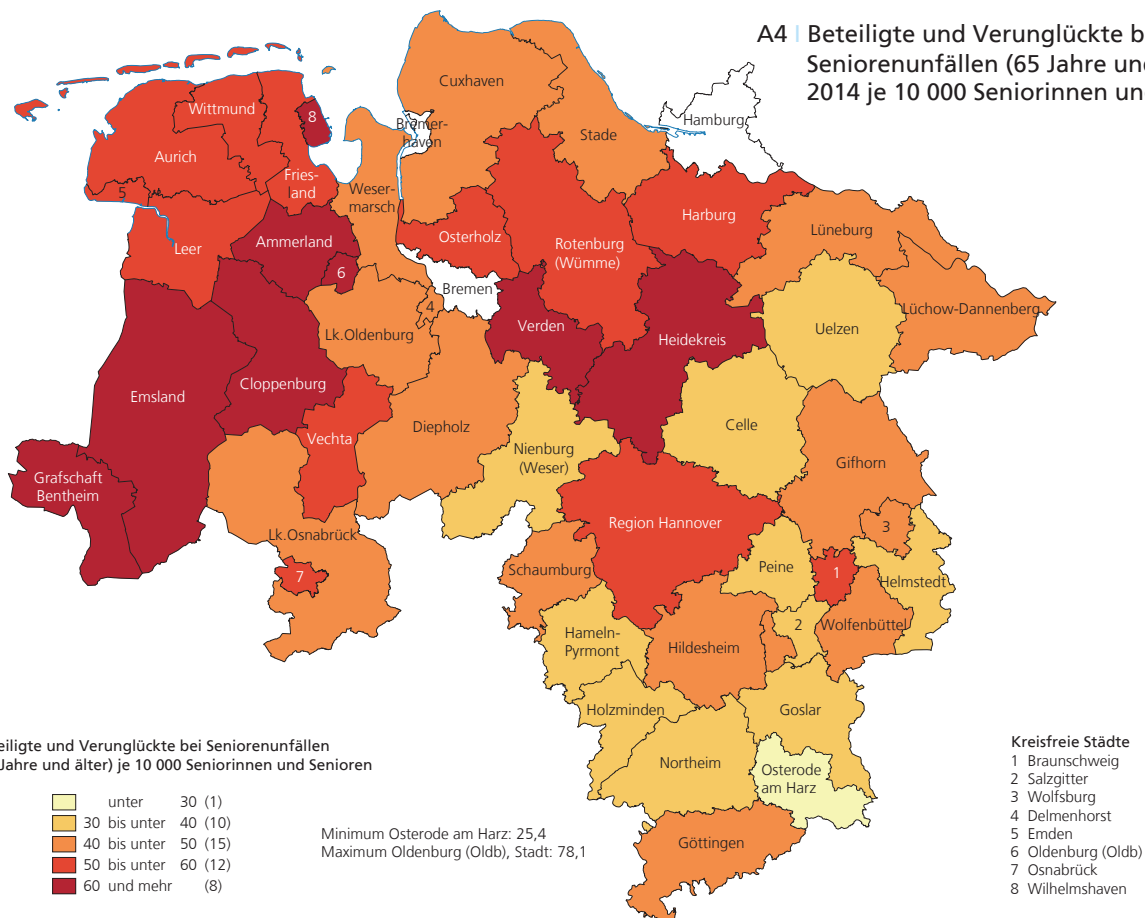 A4 | Beteiligte und Verunglückte b
Seniorenunfällen (65 Jahre un
2014 je 10 000 Seniorinnen un
Cuxhaven
Hamburg
Wittmund
8
Bremer-
haven
Stade
Aurich
Fries-
land
Weser-
marsch
5
Harburg
Lüneburg
Osterholz
Rotenburg
(Wümme)
Ammerland
Leer
6
Bremen
4
Lüchow-Dannenberg
Verden
Uelzen
Lk.Oldenburg
Heidekreis
Cloppenburg
Emsland
Celle
Diepholz
Vechta
Nienburg
(Weser)
Gifhorn
Grafschaft
Bentheim
Region Hannover
3
Lk.Osnabrück
Peine
Schaumburg
1
7
Helmstedt
2
Wolfenbüttel
Hameln-
Pyrmont
Hildesheim
Holzminden
Goslar
Northeim
Osterode
am Harz
Göttingen
eiligte und Verunglückte bei Seniorenunfällen
Jahre und älter) je 10 000 Seniorinnen und Senioren
unter 30 (1)
30 bis unter 40 (10)
40 bis unter 50 (15)
50 bis unter 60 (12)
60 und mehr (8)
Minimum Osterode am Harz: 25,4
Maximum Oldenburg (Oldb), Stadt: 78,1
Kreisfreie Städte
1 Braunschweig
2 Salzgitter
3 Wolfsburg
4 Delmenhorst
5 Emden
6 Oldenburg (Oldb)
7 Osnabrück
8 Wilhelmshaven